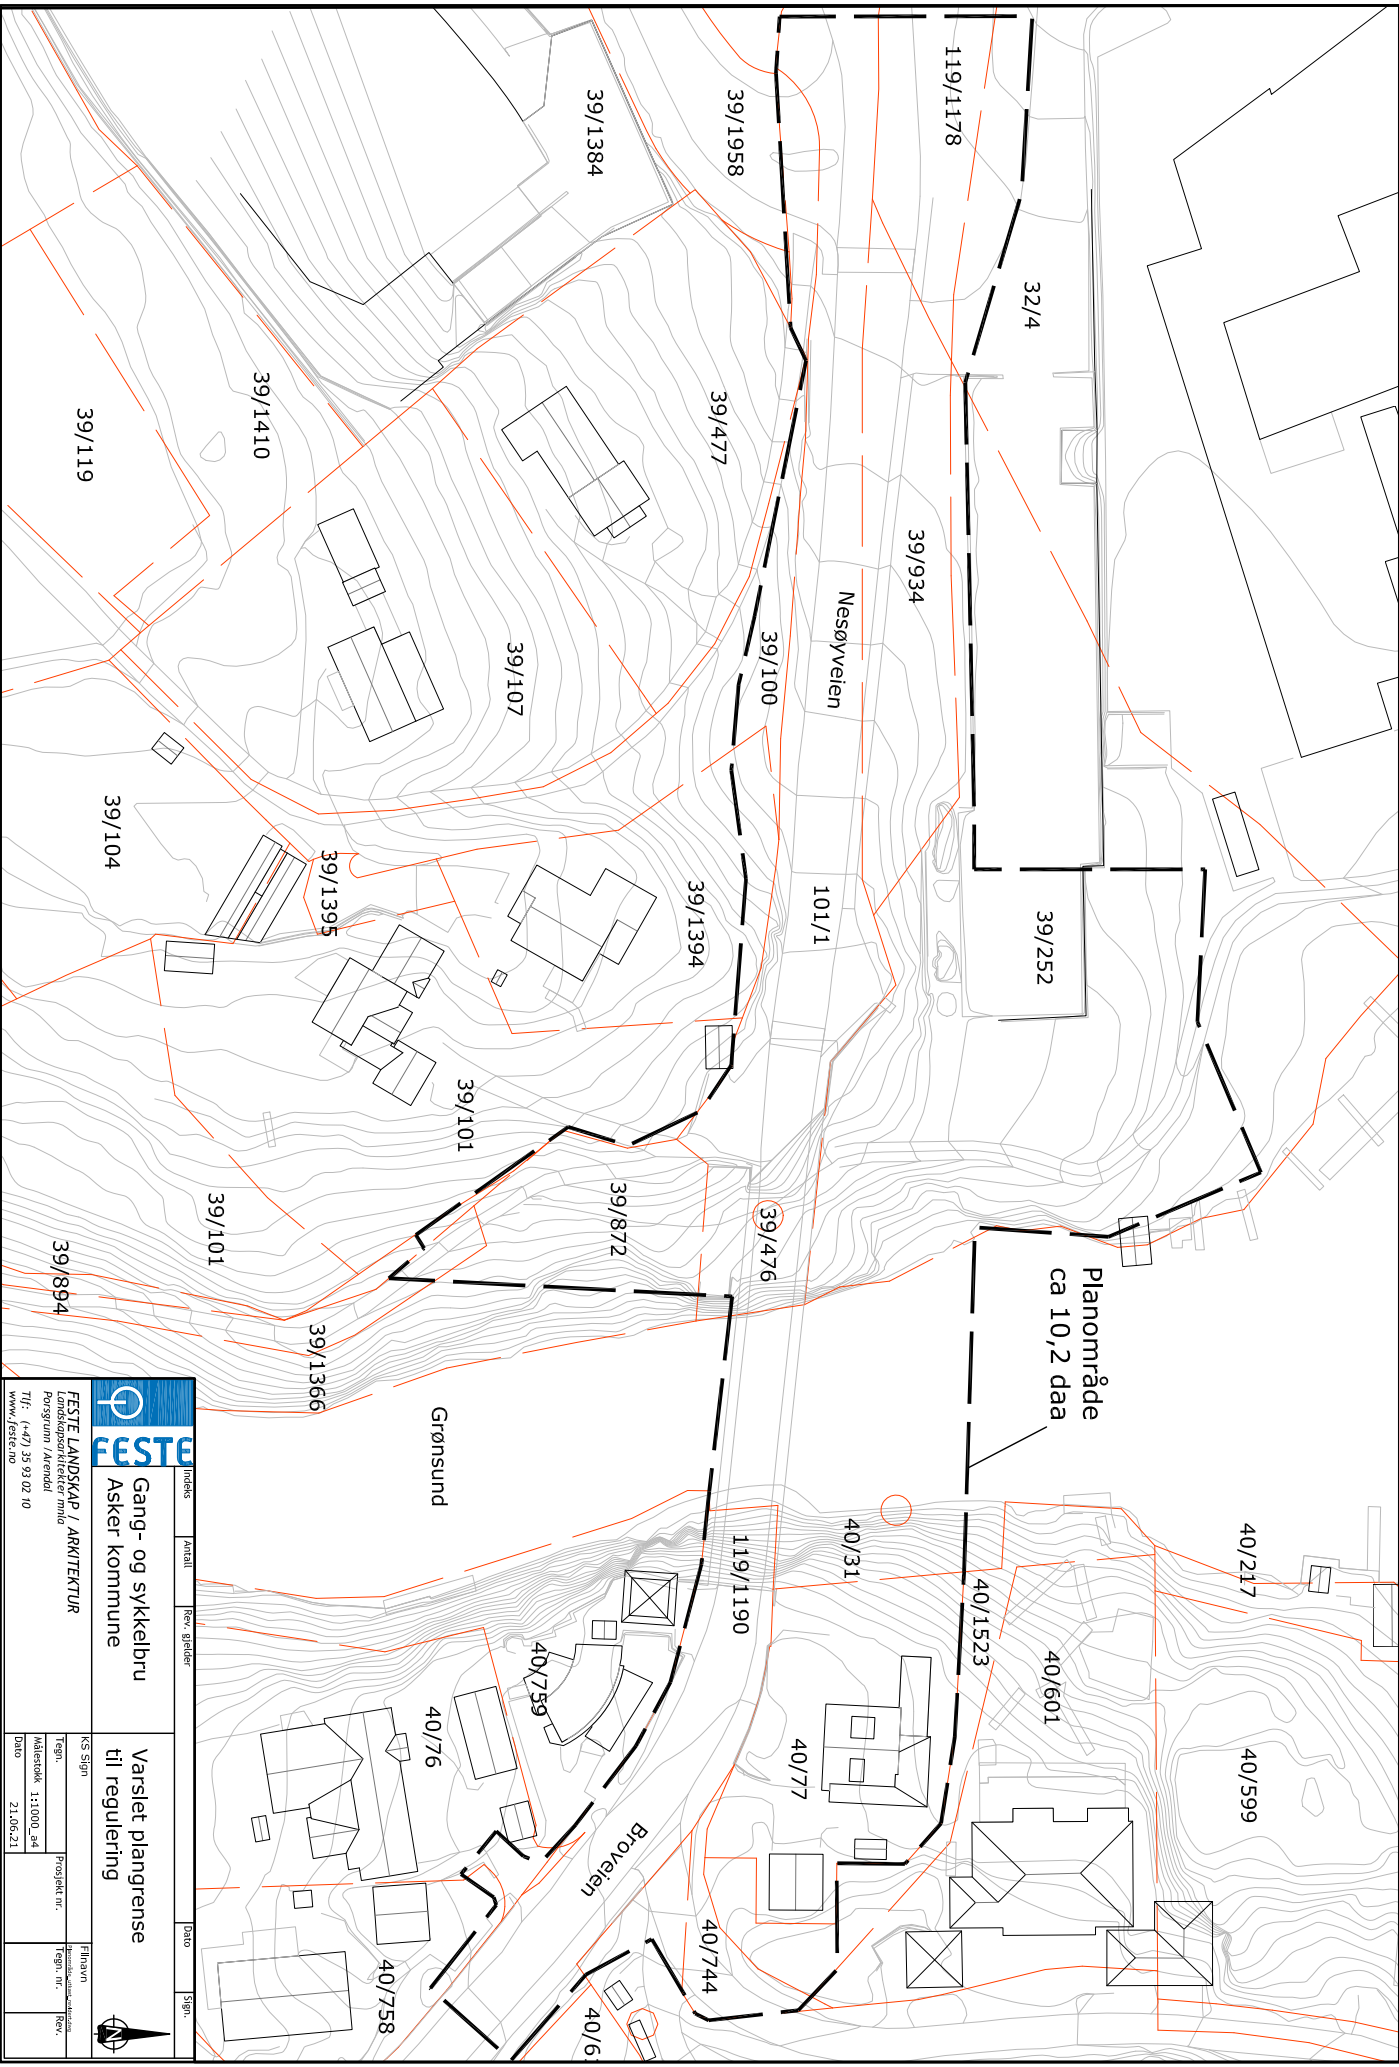 119/1178
39/1958
39/1384
32/4
39/477
39/1410
39/119
39/934
Nesøyveien
39/100
39/107
39/104
39/1395
39/1394
101/1
39/252
39/101
39/872
39/476
39/101
39/894
39/1366
Planområde
ca 10,2 daa
Grønsund
40/217
40/31
119/1190
40/1523
40/601
40/759
40/76
40/77
40/599
Broveien
40/744
40/758
40/6
Indeks
Antall
Rev. gjelder
Dato
Sign.
FESTE
Gang- og sykkelbru
Asker kommune
Varslet plangrense
til regulering
N
FESTE LANDSKAP / ARKITEKTUR
Landskapsarkitekter mnla
Porsgrunn / Arendal
Tlf: (+47) 35 93 02 10
www.feste.no
KS Sign
Filnavn
Tegn.
Prosjekt nr.
Tegn. nr.
Rev.
Målestokk 1:1000_a4
Dato 21.06.21